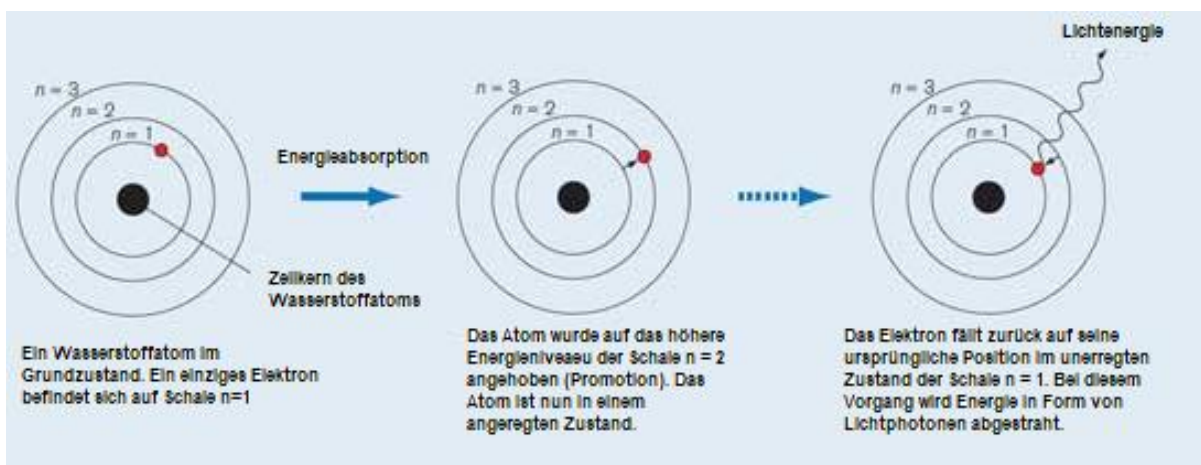 n = 3
n = 2
n = 1
Energieabsorption
n = 3
n = 2
n = 1
Lichtenergie
n = 3
n = 2
n = 1
Zellkern des
Wasserstoffatoms
Ein Wasserstoffatom im
Grundzustand. Ein einziges Elektron
befindet sich auf Schale n=1
Das Atom wurde auf das höhere
Energieniveaeu der Schale n = 2
angehoben (Promotion). Das
Atom ist nun in einem
angeregten Zustand.
Das Elektron fällt zurück auf seine
ursprüngliche Position im unerregten
Zustand der Schale n = 1. Bei diesem
Vorgang wird Energie in Form von
Lichtphotonen abgestraht.